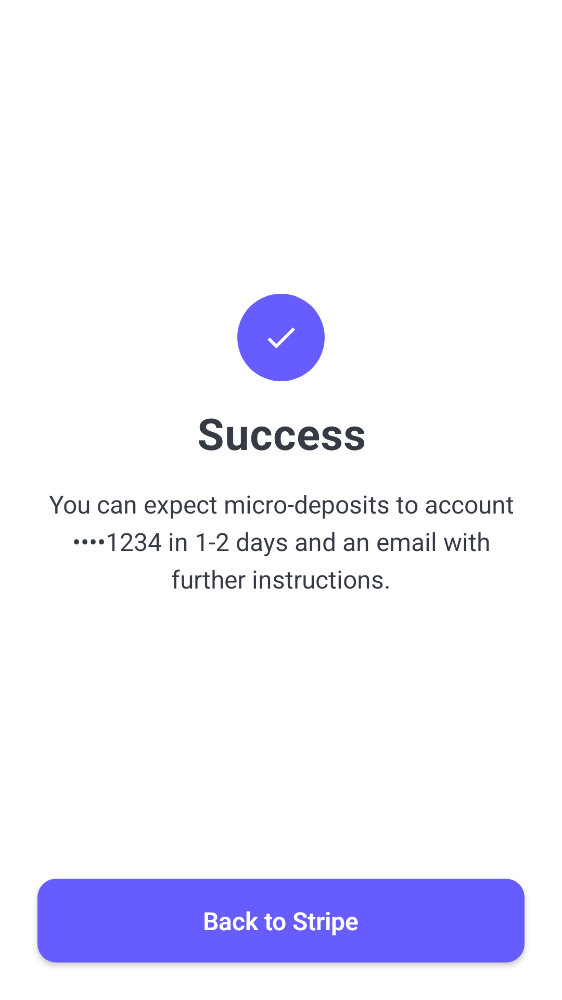 Success
You can expect micro-deposits to account
••••1234 in 1-2 days and an email with
further instructions.
Back to Stripe